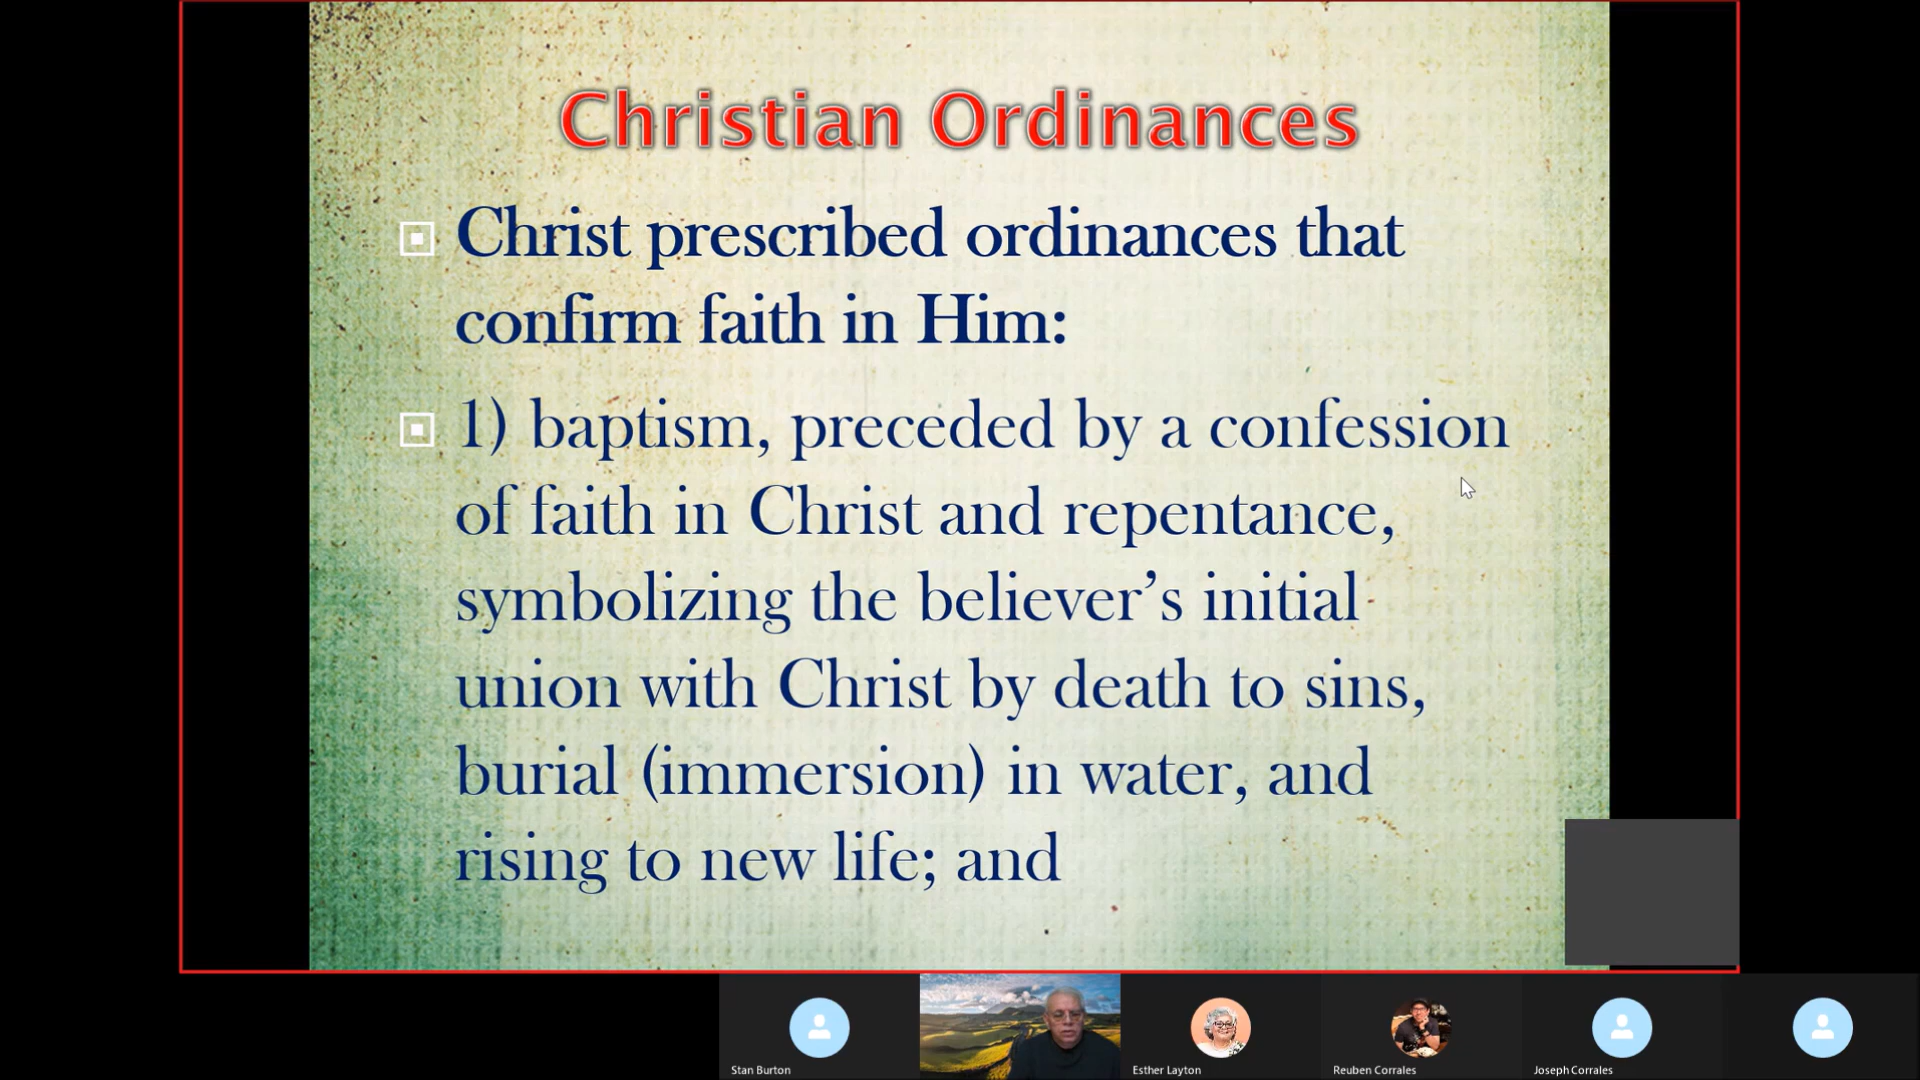 Christian Ordinances
Christ prescribed ordinances that
confirm faith in Him:
1) baptism, preceded by a confession
of faith in Christ and repentance,
symbolizing the believer’s initial
union with Christ by death to sins,
burial (immersion) in water, and
rising to new life; and
Stan Burton
Esther Layton
Reuben Corrales
Joseph Corrales